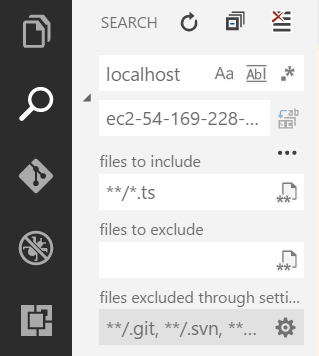 SEARCH
localhost Aa Ab| .*
ec2-54-169-228-...
files to include
**/*.ts
files to exclude
files excluded through setti...
**/.git, **/.svn, **...